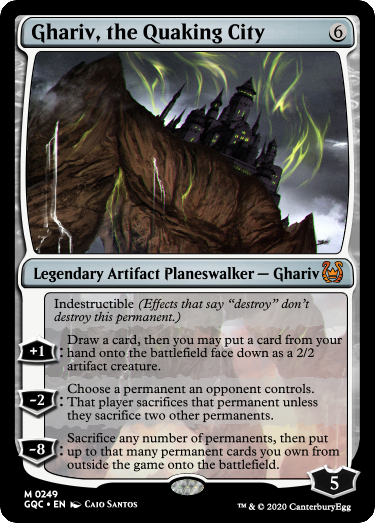 Ghariv, the Quaking City 6
Legendary Artifact Planeswalker — Ghariv
Indestructible (Effects that say “destroy” don’t
destroy this permanent.)
+1 : Draw a card, then you may put a card from your
hand onto the battlefield face down as a 2/2
artifact creature.
-2 : Choose a permanent an opponent controls.
That player sacrifices that permanent unless
they sacrifice two other permanents.
-8 : Sacrifice any number of permanents, then put
up to that many permanent cards you own from
outside the game onto the battlefield.
5
M 0249
GQC • EN Caio Santos
™ & © 2020 CanterburyEgg